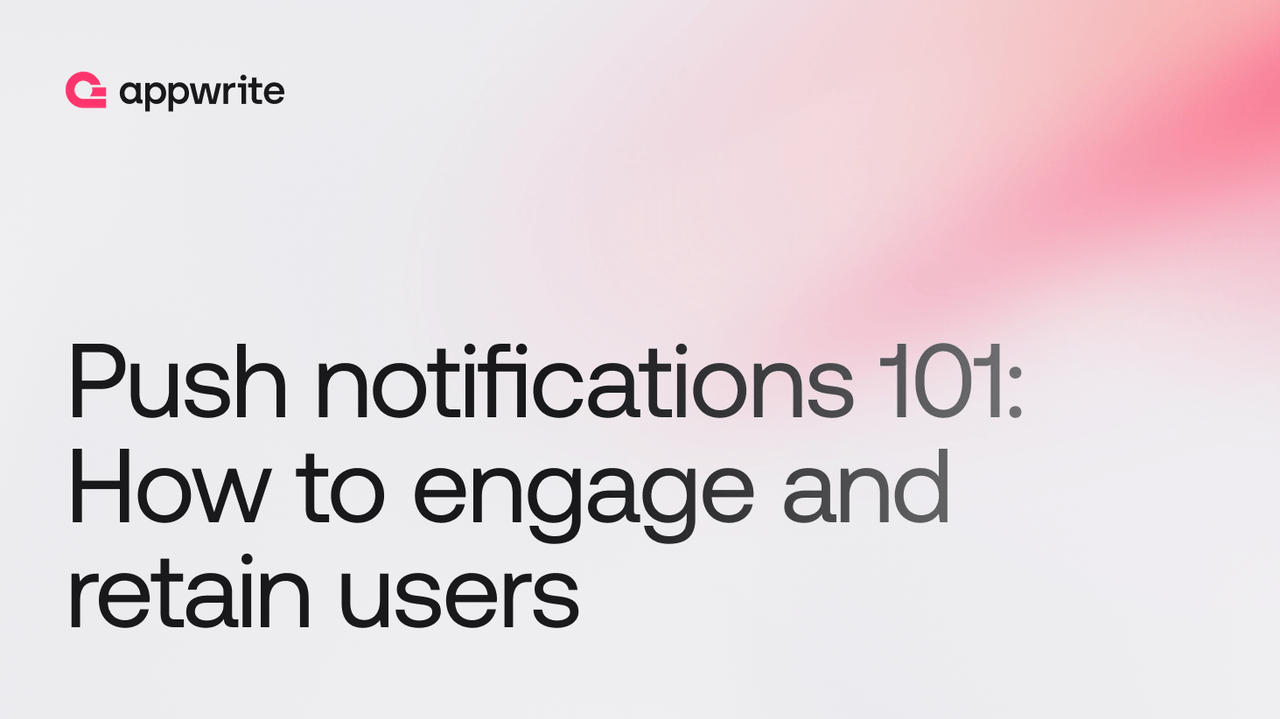 appwrite
Push notifications 101:
How to engage and
retain users